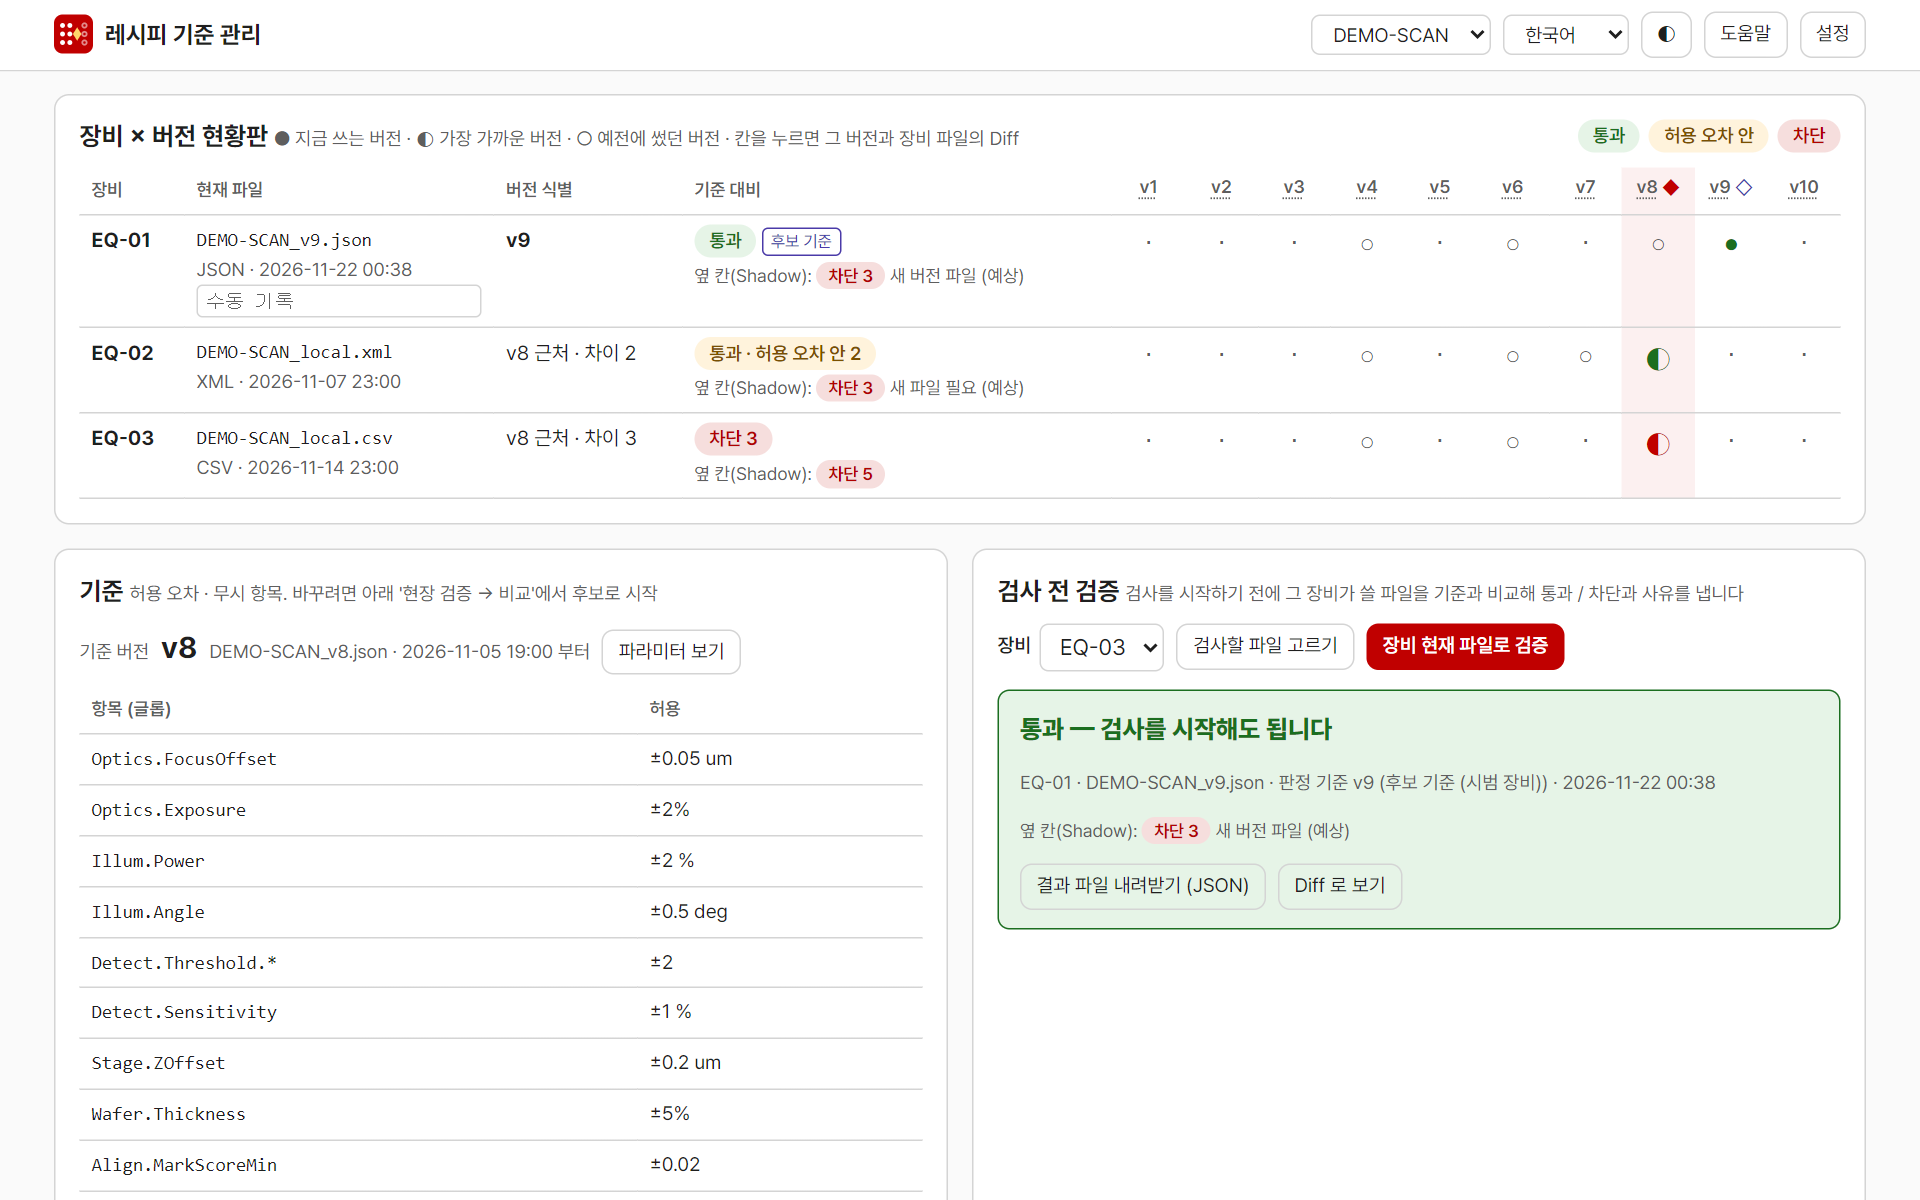 레시피 기준 관리
DEMO-SCAN 한국어 도움말 설정
장비 × 버전 현황판 ● 지금 쓰는 버전 · ◐ 가장 가까운 버전 · ○ 예전에 썼던 버전 · 칸을 누르면 그 버전과 장비 파일의 Diff
통과 허용 오차 안 차단
장비 현재 파일 버전 식별 기준 대비 v1 v2 v3 v4 v5 v6 v7 v8 ◆ v9 ◇ v10
EQ-01 DEMO-SCAN_v9.json v9 통과 후보 기준 · · · ○ · ○ · ○ ● ·
JSON · 2026-11-22 00:38 옆 칸(Shadow): 차단 3 새 버전 파일 (예상)
수동 기록
EQ-02 DEMO-SCAN_local.xml v8 근처 · 차이 2 통과 · 허용 오차 안 2 · · · ○ · ○ ○ ◐ · ·
XML · 2026-11-07 23:00 옆 칸(Shadow): 차단 3 새 파일 필요 (예상)
EQ-03 DEMO-SCAN_local.csv v8 근처 · 차이 3 차단 3 · · · ○ · ○ · ◐ · ·
CSV · 2026-11-14 23:00 옆 칸(Shadow): 차단 5
기준 허용 오차 · 무시 항목. 바꾸려면 아래 '현장 검증 → 비교'에서 후보로 시작
기준 버전 v8 DEMO-SCAN_v8.json · 2026-11-05 19:00 부터 파라미터 보기
항목 (글롭) 허용
Optics.FocusOffset ±0.05 um
Optics.Exposure ±2%
Illum.Power ±2 %
Illum.Angle ±0.5 deg
Detect.Threshold.* ±2
Detect.Sensitivity ±1 %
Stage.ZOffset ±0.2 um
Wafer.Thickness ±5%
Align.MarkScoreMin ±0.02
검사 전 검증 검사를 시작하기 전에 그 장비가 쓸 파일을 기준과 비교해 통과 / 차단과 사유를 냅니다
장비 EQ-03 검사할 파일 고르기 장비 현재 파일로 검증
통과 — 검사를 시작해도 됩니다
EQ-01 · DEMO-SCAN_v9.json · 판정 기준 v9 (후보 기준 (시범 장비)) · 2026-11-22 00:38
옆 칸(Shadow): 차단 3 새 버전 파일 (예상)
결과 파일 내려받기 (JSON) Diff 로 보기